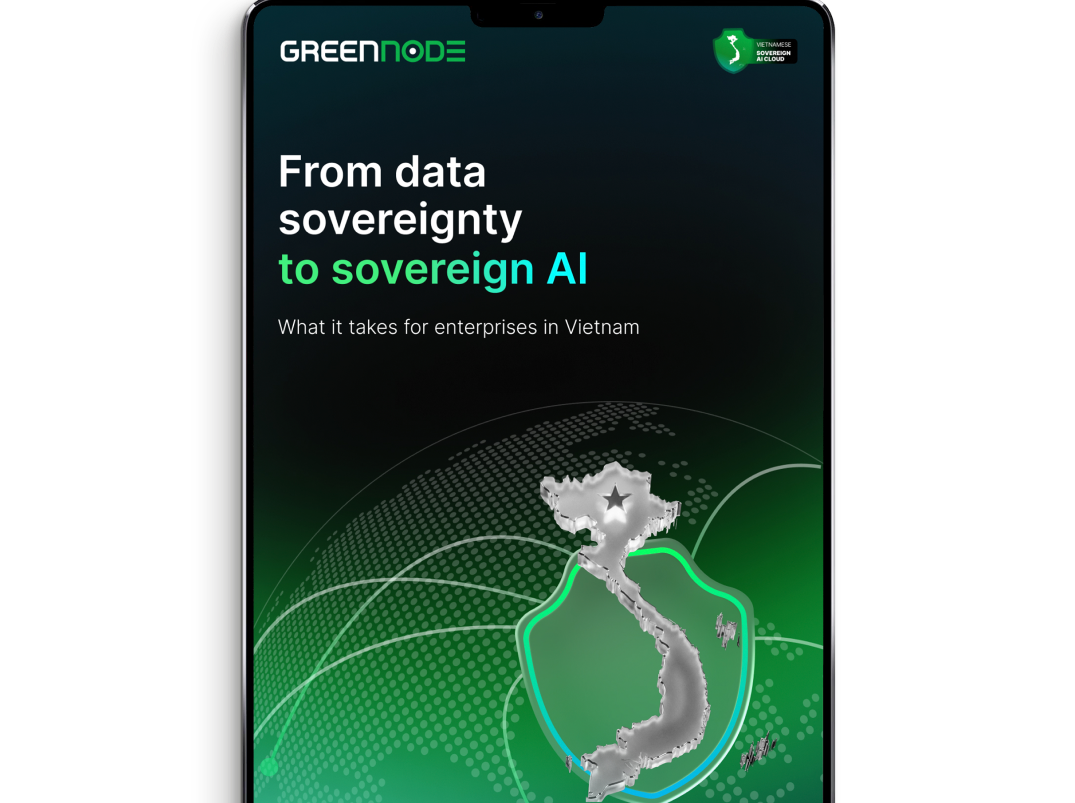 GREENNODE
VIETNAMESE
SOVEREIGN
AI CLOUD
From data
sovereignty
to sovereign AI
What it takes for enterprises in Vietnam